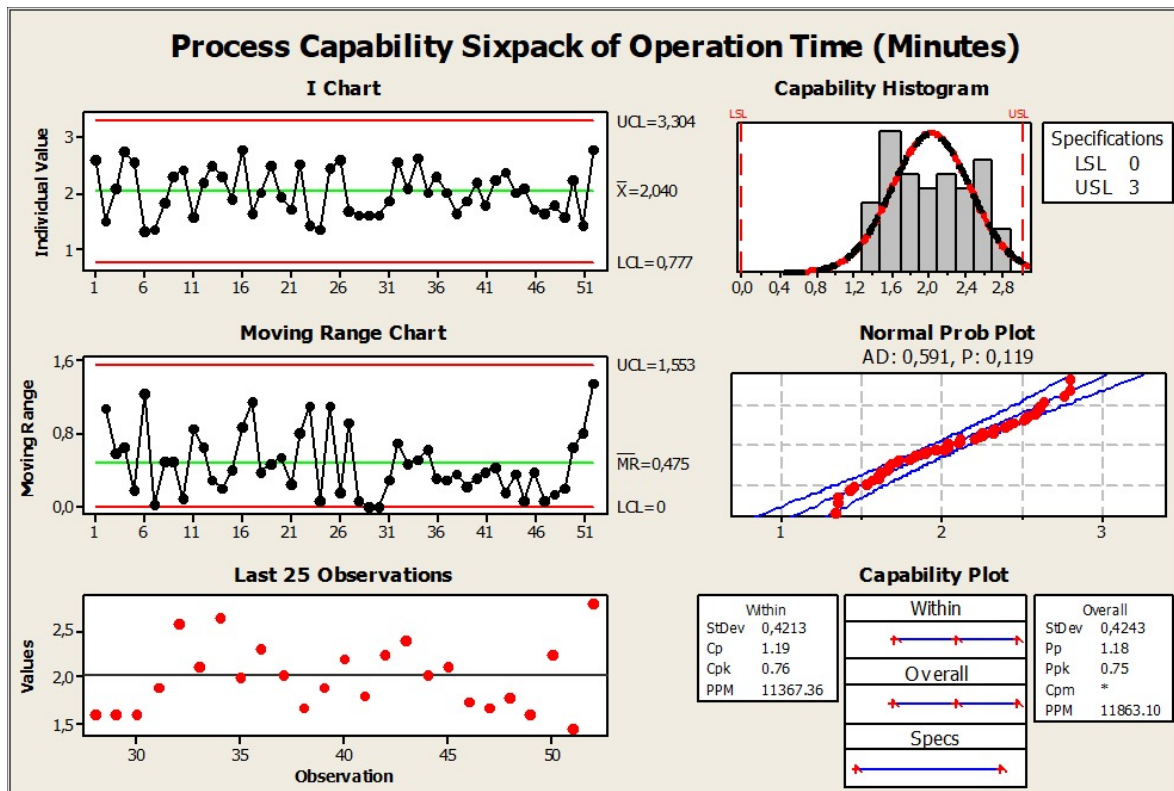 Process Capability Sixpack of Operation Time (Minutes)
I Chart
Individual Value
3
2
1
1 6 11 16 21 26 31 36 41 46 51
UCL=3,304
X=2,040
LCL=0,777
Capability Histogram
LSL USL
0,0 0,4 0,8 1,2 1,6 2,0 2,4 2,8
Specifications
LSL 0
USL 3
Moving Range Chart
Moving Range
1,6
0,8
0,0
1 6 11 16 21 26 31 36 41 46 51
UCL=1,553
MR=0,475
LCL=0
Normal Prob Plot
AD: 0,591, P: 0,119
1 2 3
Last 25 Observations
Values
2,5
2,0
1,5
30 35 40 45 50
Observation
Capability Plot
Within
StDev 0,4213
Cp 1.19
Cpk 0.76
PPM 11367.36
Within
Overall
Specs
Overall
StDev 0,4243
Pp 1.18
Ppk 0.75
Cpm *
PPM 11863.10